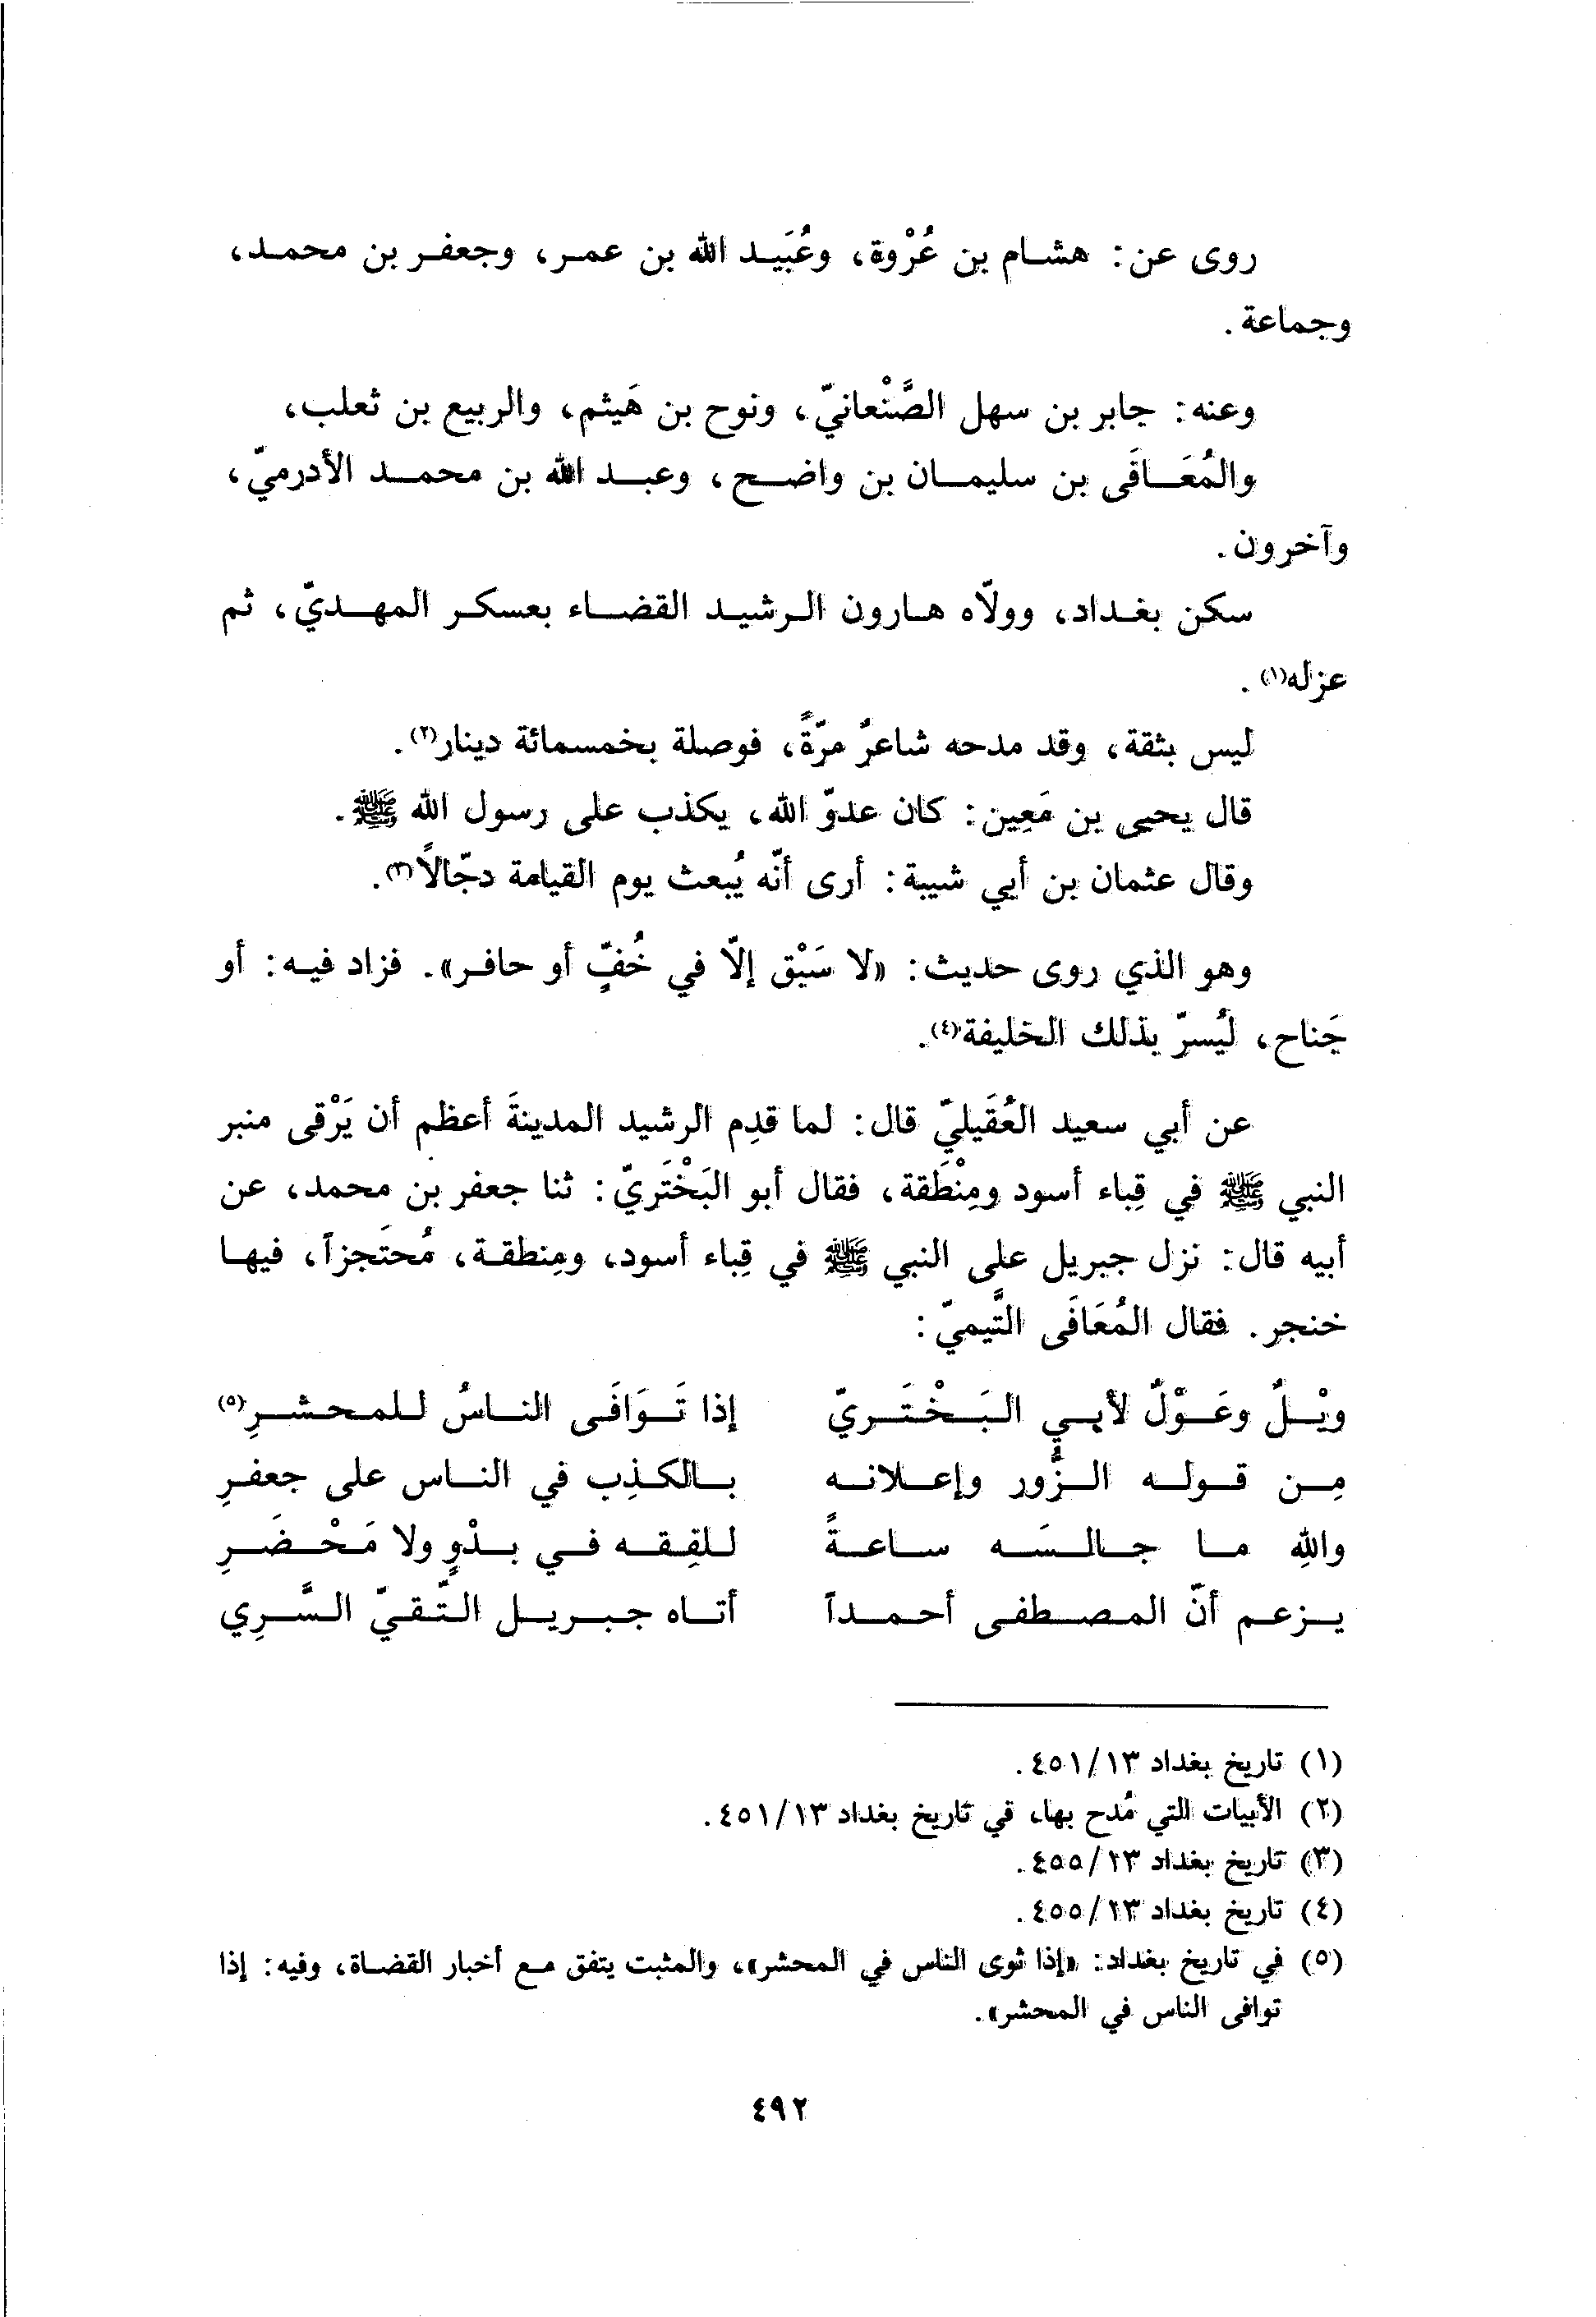 روى عن: هشام بن عُرْوة، وعُبَيد الله بن عمر، وجعفر بن محمد،
وجماعة.
وعنه: جابر بن سهل الصَّنْعانيّ، ونوح بن هَيثم، والربيع بن ثعلب،
والمُعَافَى بن سليمان بن واضح، وعبد الله بن محمد الأدرميّ،
وآخرون.
سكن بغداد، وولاّه هارون الرشيد القضاء بعسكر المهديّ، ثم
عزله(١).
ليس بثقة، وقد مدحه شاعرٌ مرّةً، فوصلة بخمسمائة دينار(٢).
قال يحيى بن مَعِين: كان عدوّ الله، يكذب على رسول الله ﷺ.
وقال عثمان بن أبي شيبة: أرى أنّه يُبعث يوم القيامة دجّالاً(٣).
وهو الذي روى حديث: «لا سَبْق إلاّ في خُفٍّ أو حافر». فزاد فيه: أو
جَناح، ليُسرّ بذلك الخليفة(٤).
عن أبي سعيد العُقَيليّ قال: لما قدِم الرشيد المدينةَ أعظم أن يَرْقى منبر
النبي ﷺ في قِباء أسود ومِنْطَقة، فقال أبو البَخْتَريّ: ثنا جعفر بن محمد، عن
أبيه قال: نزل جبريل على النبي ﷺ في قِباء أسود، ومِنطقة، مُحتَجزاً، فيها
خنجر. فقال المُعَافَى التَّيميّ:
ويْلٌ وعَوْلٌ لأبي البَخْتَريّ إذا تَوَافَى الناسُ للمحشرِ(٥)
مِن قوله الزُّور وإعلانه بالكذِب في الناس على جعفرِ
واللهِ ما جالسَه ساعةً للفِقه في بدْوٍ ولا مَحْضَرِ
يزعم أنّ المصطفى أحمداً أتاه جبريل التّقيّ السَّرِي
(١) تاريخ بغداد ٤٥١/١٣.
(٢) الأبيات التي مُدح بها، في تاريخ بغداد ٤٥١/١٣.
(٣) تاريخ بغداد ٤٥٥/١٣.
(٤) تاريخ بغداد ٤٥٥/١٣.
(٥) في تاريخ بغداد: «إذا ثوى الناس في المحشر»، والمثبت يتفق مع أخبار القضاة، وفيه: إذا
توافى الناس في المحشر».
٤٩٢